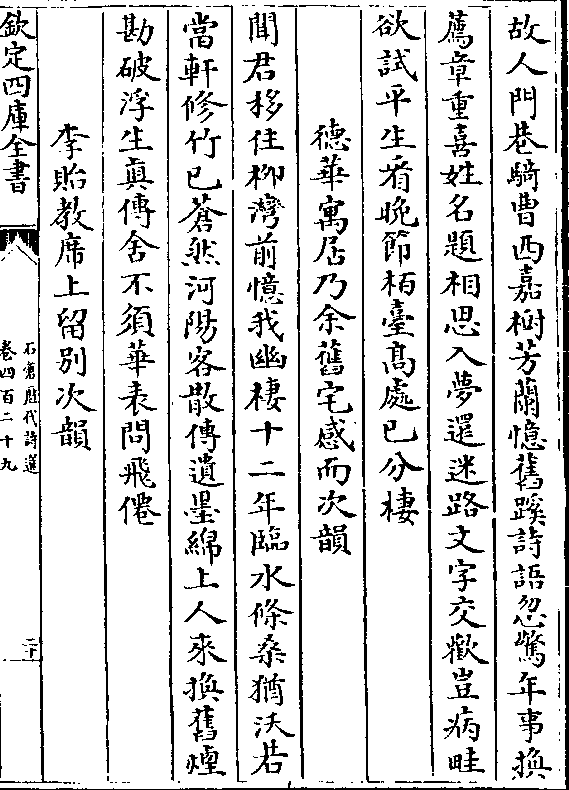 故人門巷騎曹西嘉樹芳蘭憶舊蹊詩語忽驚年事換
薦章重喜姓名題相思入夢還迷路文字交歡豈病畦
欲試平生看晚節栢臺髙處已分棲
德華寓居乃余舊宅感而次韻
聞君移住柳灣前憶我幽棲十二年臨水條桑猶沃若
當軒修竹已蒼然河陽客散傳遺墨綿上人來換舊煙
勘破浮生真傳舍不須華表問飛僊
李貽教席上留別次韻
欽定四庫全書
石倉歷代詩選
卷四百二十九
二十